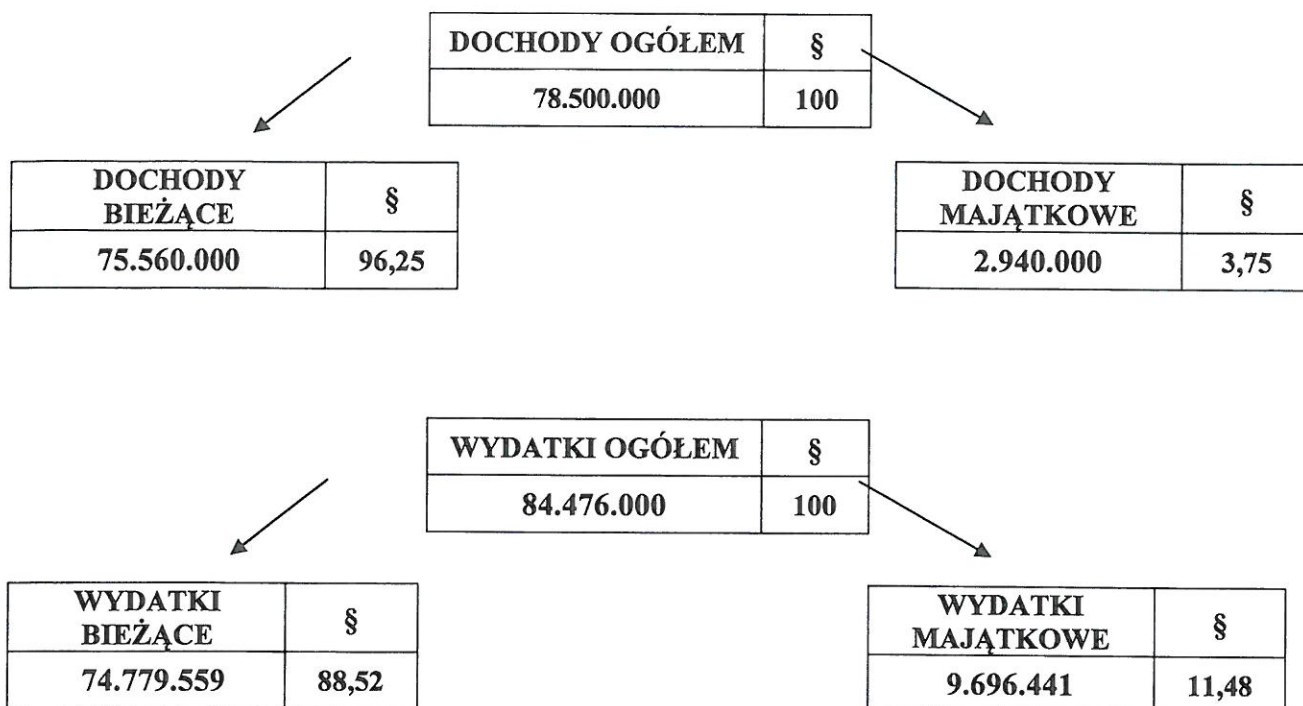 DOCHODY OGÓŁEM §
78.500.000 100
DOCHODY
BIEŻĄCE §
75.560.000 96,25
DOCHODY
MAJĄTKOWE §
2.940.000 3,75
WYDATKI OGÓŁEM §
84.476.000 100
WYDATKI
BIEŻĄCE §
74.779.559 88,52
WYDATKI
MAJĄTKOWE §
9.696.441 11,48